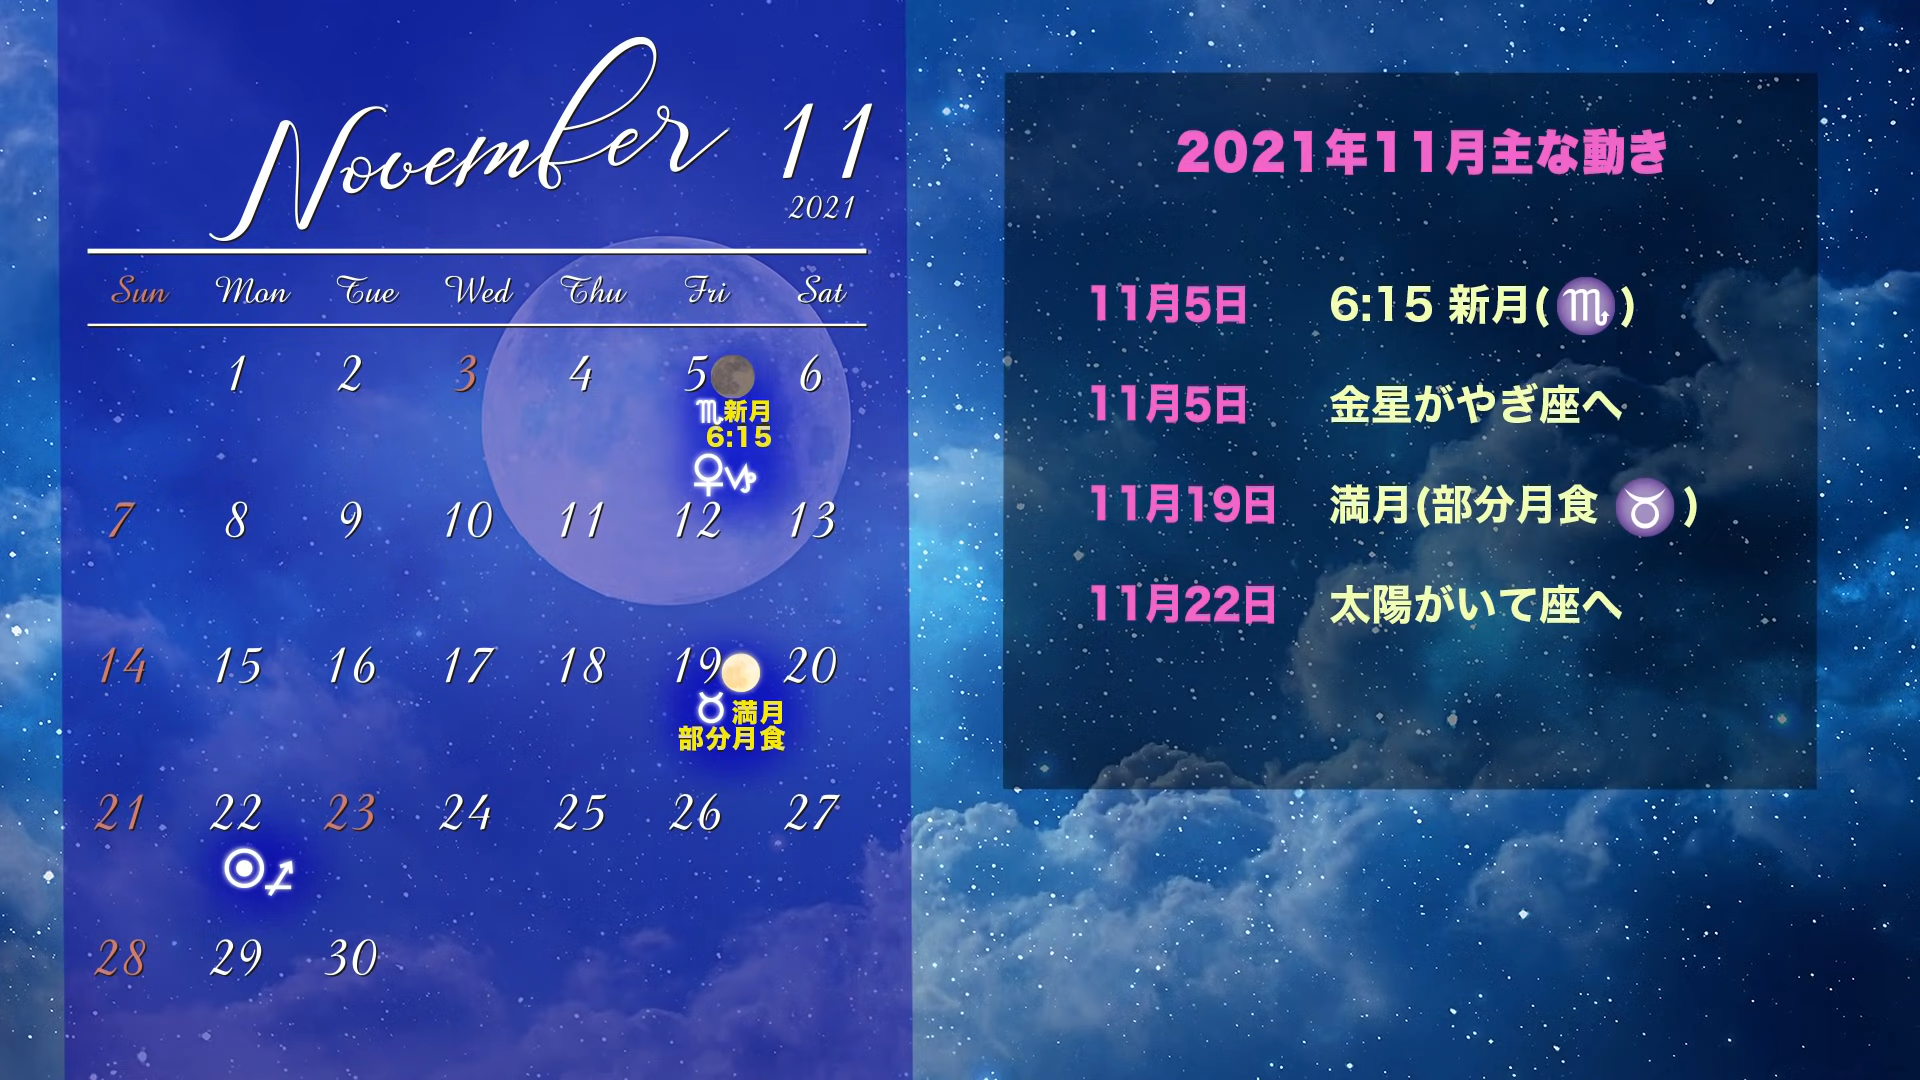 November 11
2021
Sun Mon Tue Wed Thu Fri Sat
1 2 3 4 5 6
♏新月
6:15
♀♑
7 8 9 10 11 12 13
14 15 16 17 18 19 20
♉満月
部分月食
21 22 23 24 25 26 27
☉♐
28 29 30
2021年11月主な動き
11月5日 6:15 新月(♏)
11月5日 金星がやぎ座へ
11月19日 満月(部分月食 ♉)
11月22日 太陽がいて座へ